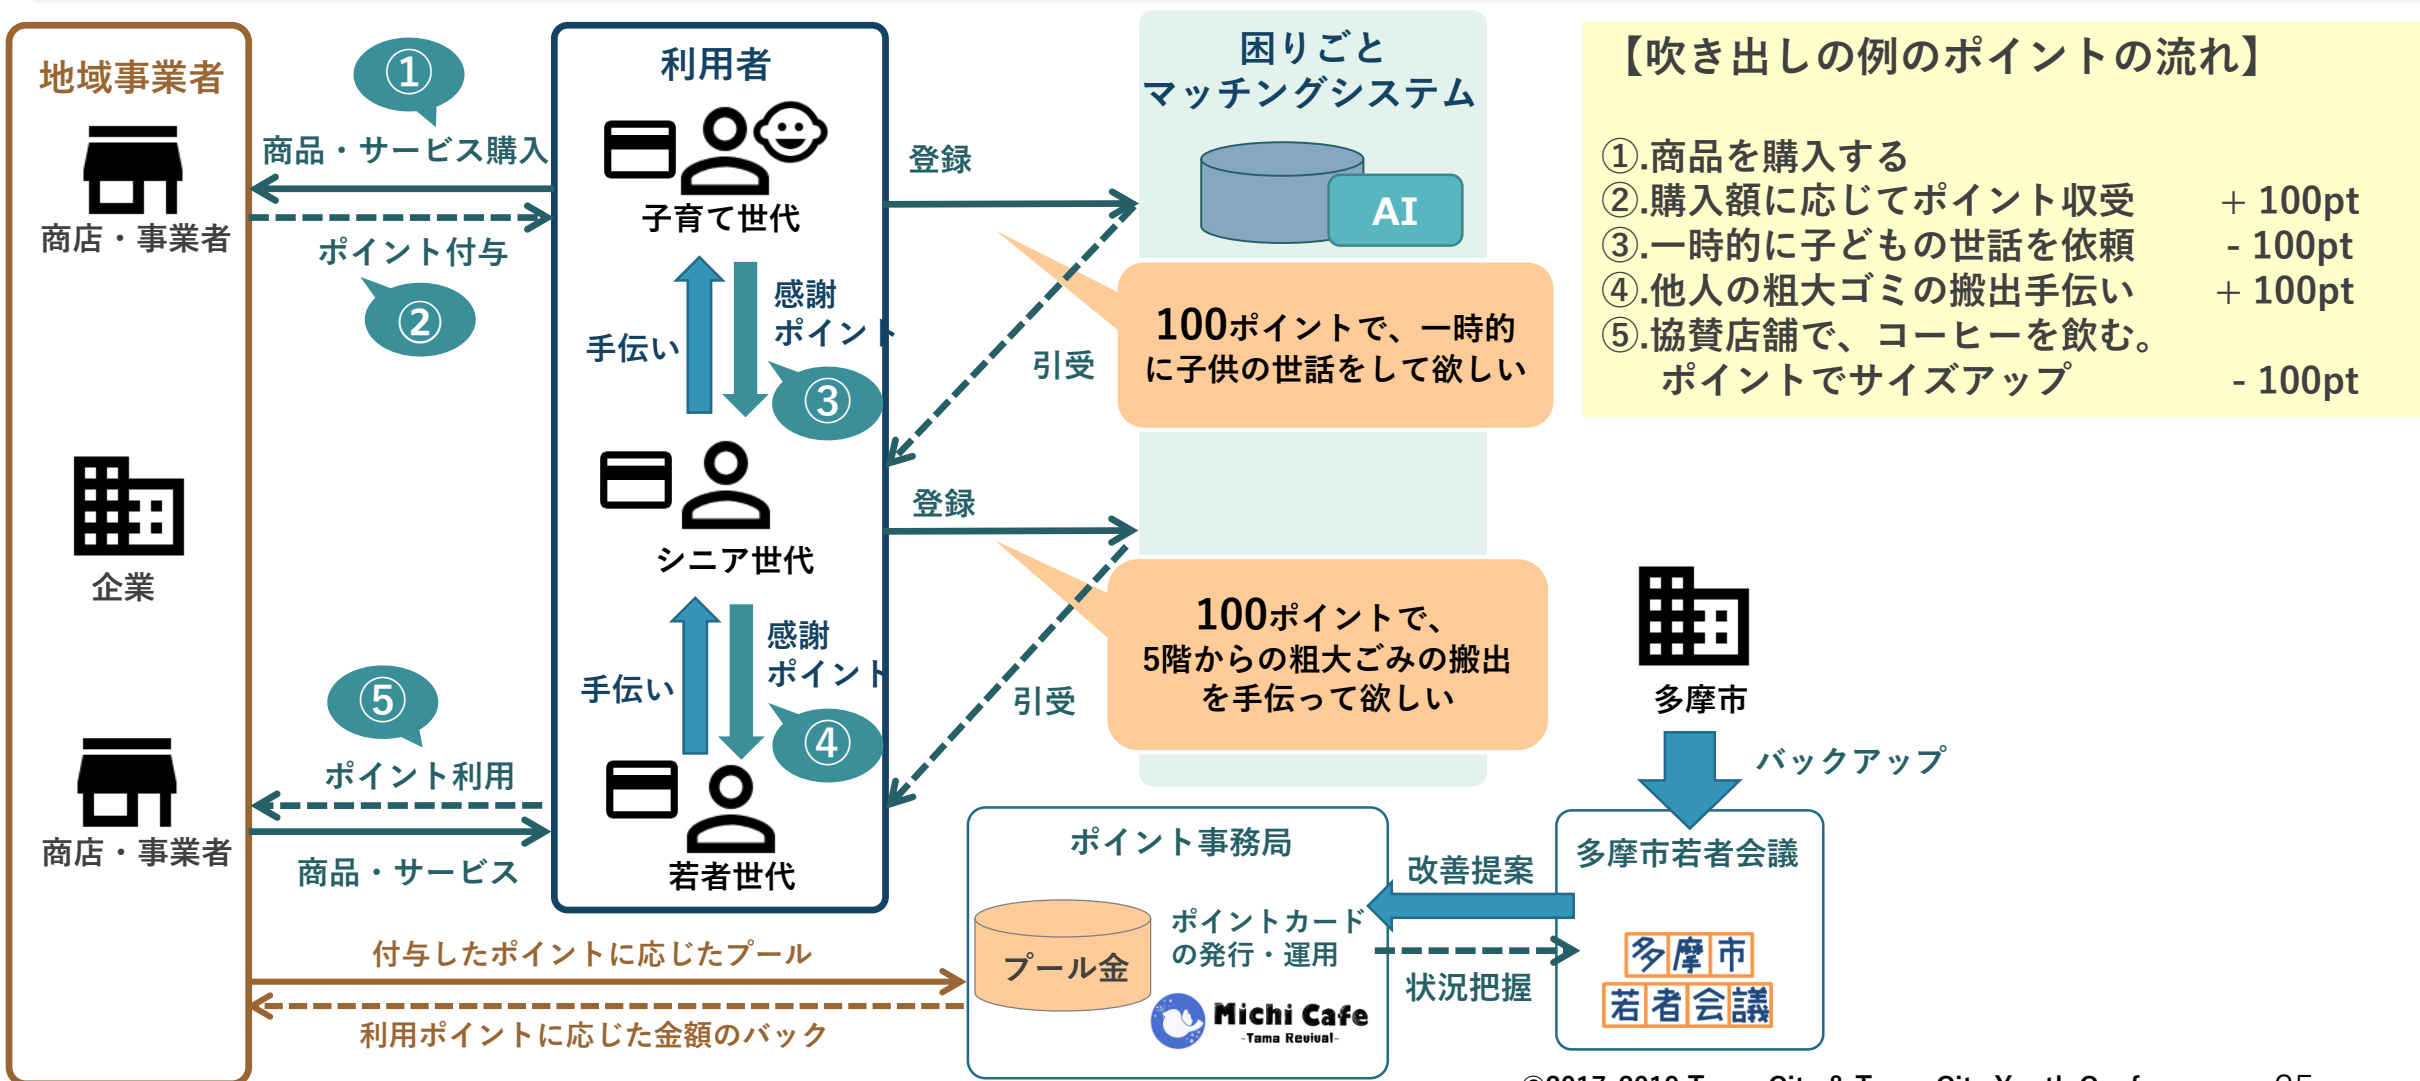 地域事業者
商店・事業者
企業
商店・事業者
①
商品・サービス購入
ポイント付与
②
⑤
ポイント利用
商品・サービス
利用者
子育て世代
手伝い
感謝
ポイント
③
シニア世代
手伝い
感謝
ポイント
④
若者世代
登録
引受
登録
引受
困りごと
マッチングシステム
AI
100ポイントで、一時的
に子供の世話をして欲しい
100ポイントで、
5階からの粗大ごみの搬出
を手伝って欲しい
【吹き出しの例のポイントの流れ】
①.商品を購入する
②.購入額に応じてポイント収受 + 100pt
③.一時的に子どもの世話を依頼 - 100pt
④.他人の粗大ゴミの搬出手伝い + 100pt
⑤.協賛店舗で、コーヒーを飲む。
ポイントでサイズアップ - 100pt
多摩市
バックアップ
多摩市若者会議
多摩市
若者会議
改善提案
状況把握
ポイント事務局
プール金
ポイントカード
の発行・運用
Michi Cafe
-Tama Revival-
付与したポイントに応じたプール
利用ポイントに応じた金額のバック